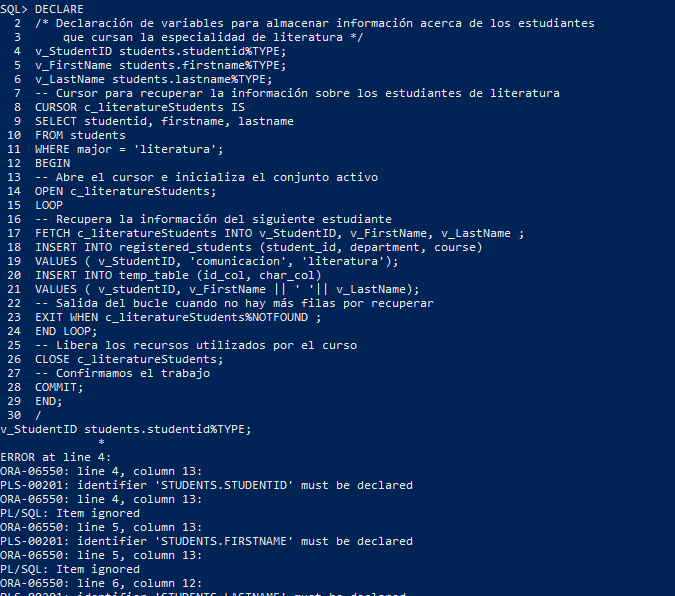 SQL> DECLARE
2 /* Declaración de variables para almacenar información acerca de los estudiantes
3 que cursan la especialidad de literatura */
4 v_StudentID students.studentid%TYPE;
5 v_FirstName students.firstname%TYPE;
6 v_LastName students.lastname%TYPE;
7 -- Cursor para recuperar la información sobre los estudiantes de literatura
8 CURSOR c_literatureStudents IS
9 SELECT studentid, firstname, lastname
10 FROM students
11 WHERE major = 'literatura';
12 BEGIN
13 -- Abre el cursor e inicializa el conjunto activo
14 OPEN c_literatureStudents;
15 LOOP
16 -- Recupera la información del siguiente estudiante
17 FETCH c_literatureStudents INTO v_StudentID, v_FirstName, v_LastName ;
18 INSERT INTO registered_students (student_id, department, course)
19 VALUES ( v_StudentID, 'comunicacion', 'literatura');
20 INSERT INTO temp_table (id_col, char_col)
21 VALUES ( v_studentID, v_FirstName || ' '|| v_LastName);
22 -- Salida del bucle cuando no hay más filas por recuperar
23 EXIT WHEN c_literatureStudents%NOTFOUND ;
24 END LOOP;
25 -- Libera los recursos utilizados por el curso
26 CLOSE c_literatureStudents;
27 -- Confirmamos el trabajo
28 COMMIT;
29 END;
30 /
v_StudentID students.studentid%TYPE;
*
ERROR at line 4:
ORA-06550: line 4, column 13:
PLS-00201: identifier 'STUDENTS.STUDENTID' must be declared
ORA-06550: line 4, column 13:
PL/SQL: Item ignored
ORA-06550: line 5, column 13:
PLS-00201: identifier 'STUDENTS.FIRSTNAME' must be declared
ORA-06550: line 5, column 13:
PL/SQL: Item ignored
ORA-06550: line 6, column 12:
PLS-00201: identifier 'STUDENTS.LASTNAME' must be declared